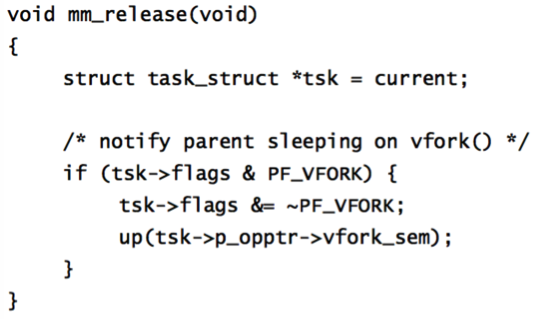 void mm_release(void)
{
    struct task_struct *tsk = current;

    /* notify parent sleeping on vfork() */
    if (tsk->flags & PF_VFORK) {
        tsk->flags &= ~PF_VFORK;
        up(tsk->p_opptr->vfork_sem);
    }
}